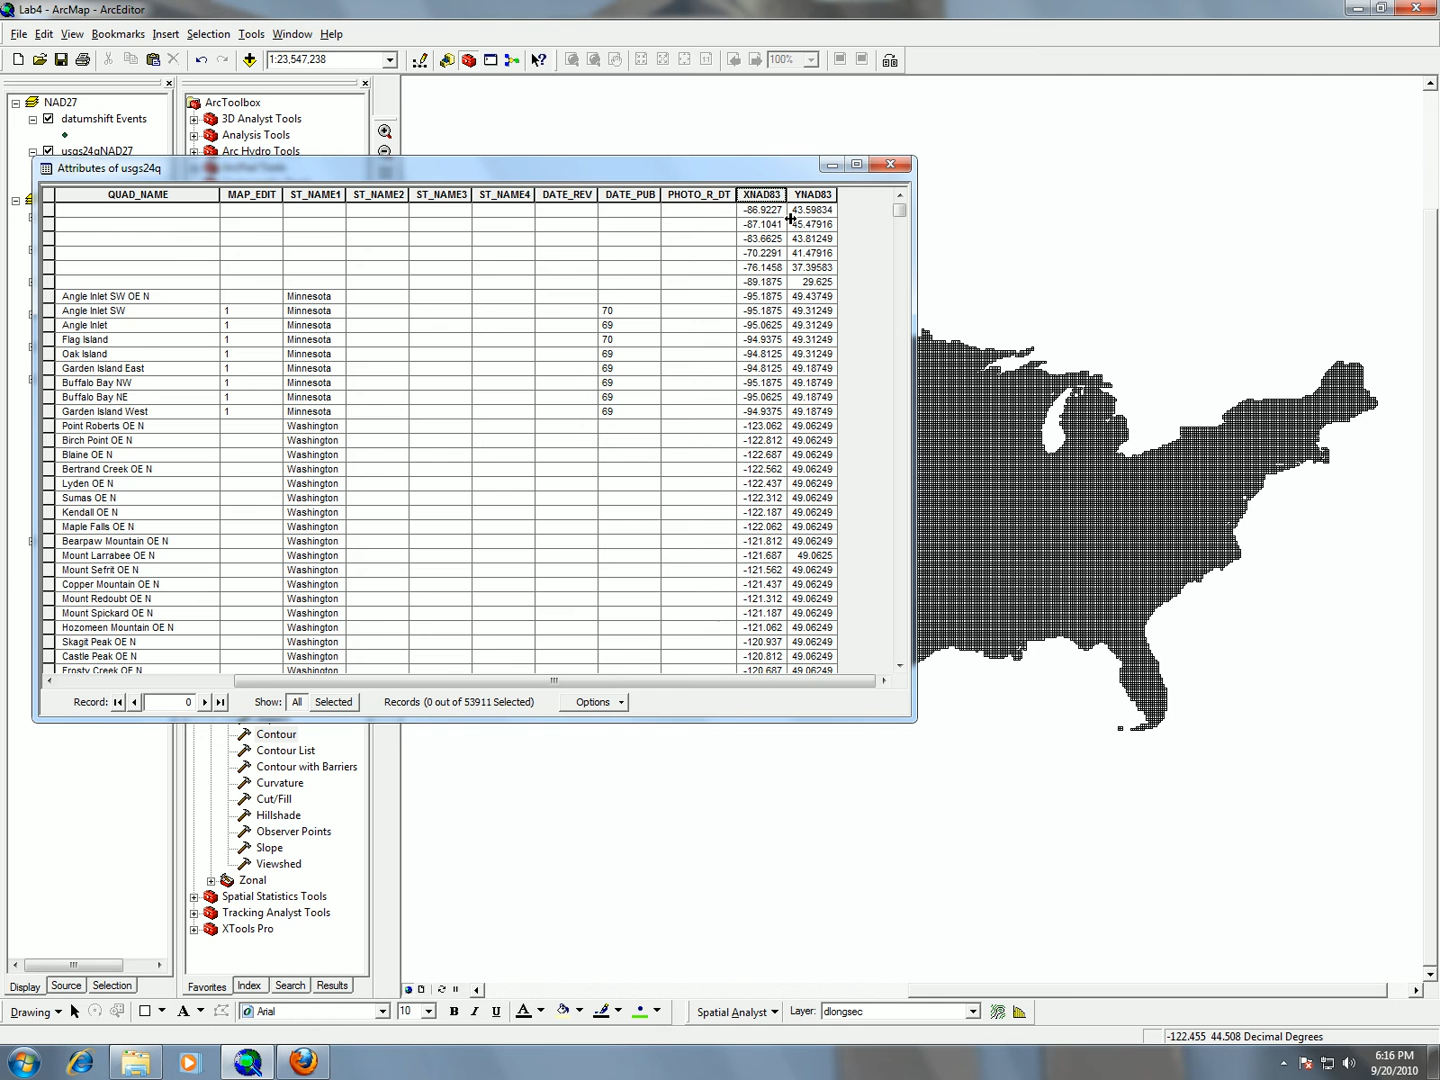 Lab4 - ArcMap - ArcEditor
File Edit View Bookmarks Insert Selection Tools Window Help
1:23,547,238
100%
NAD27
datumshift Events
usgs24qNAD27
ArcToolbox
3D Analyst Tools
Analysis Tools
Arc Hydro Tools
Attributes of usgs24q
QUAD_NAME MAP_EDIT ST_NAME1 ST_NAME2 ST_NAME3 ST_NAME4 DATE_REV DATE_PUB PHOTO_R_DT XNAD83 YNAD83
-86.9227 43.59834
-87.1041 45.47916
-83.6625 43.81249
-70.2291 41.47916
-76.1458 37.39583
-89.1875 29.625
Angle Inlet SW OE N Minnesota -95.1875 49.43749
Angle Inlet SW 1 Minnesota 70 -95.1875 49.31249
Angle Inlet 1 Minnesota 69 -95.0625 49.31249
Flag Island 1 Minnesota 70 -94.9375 49.31249
Oak Island 1 Minnesota 69 -94.8125 49.31249
Garden Island East 1 Minnesota 69 -94.8125 49.18749
Buffalo Bay NW 1 Minnesota 69 -95.1875 49.18749
Buffalo Bay NE 1 Minnesota 69 -95.0625 49.18749
Garden Island West 1 Minnesota 69 -94.9375 49.18749
Point Roberts OE N Washington -123.062 49.06249
Birch Point OE N Washington -122.812 49.06249
Blaine OE N Washington -122.687 49.06249
Bertrand Creek OE N Washington -122.562 49.06249
Lyden OE N Washington -122.437 49.06249
Sumas OE N Washington -122.312 49.06249
Kendall OE N Washington -122.187 49.06249
Maple Falls OE N Washington -122.062 49.06249
Bearpaw Mountain OE N Washington -121.812 49.06249
Mount Larrabee OE N Washington -121.687 49.0625
Mount Sefrit OE N Washington -121.562 49.06249
Copper Mountain OE N Washington -121.437 49.06249
Mount Redoubt OE N Washington -121.312 49.06249
Mount Spickard OE N Washington -121.187 49.06249
Hozomeen Mountain OE N Washington -121.062 49.06249
Skagit Peak OE N Washington -120.937 49.06249
Castle Peak OE N Washington -120.812 49.06249
Frosty Creek OE N Washington -120.687 49.06249
Record: 0 Show: All Selected Records (0 out of 53911 Selected) Options
Contour
Contour List
Contour with Barriers
Curvature
Cut/Fill
Hillshade
Observer Points
Slope
Viewshed
Zonal
Spatial Statistics Tools
Tracking Analyst Tools
XTools Pro
Display Source Selection Favorites Index Search Results
Drawing A Arial 10 B I U A Spatial Analyst Layer: dlongsec
-122.455 44.508 Decimal Degrees
6:16 PM
9/20/2010